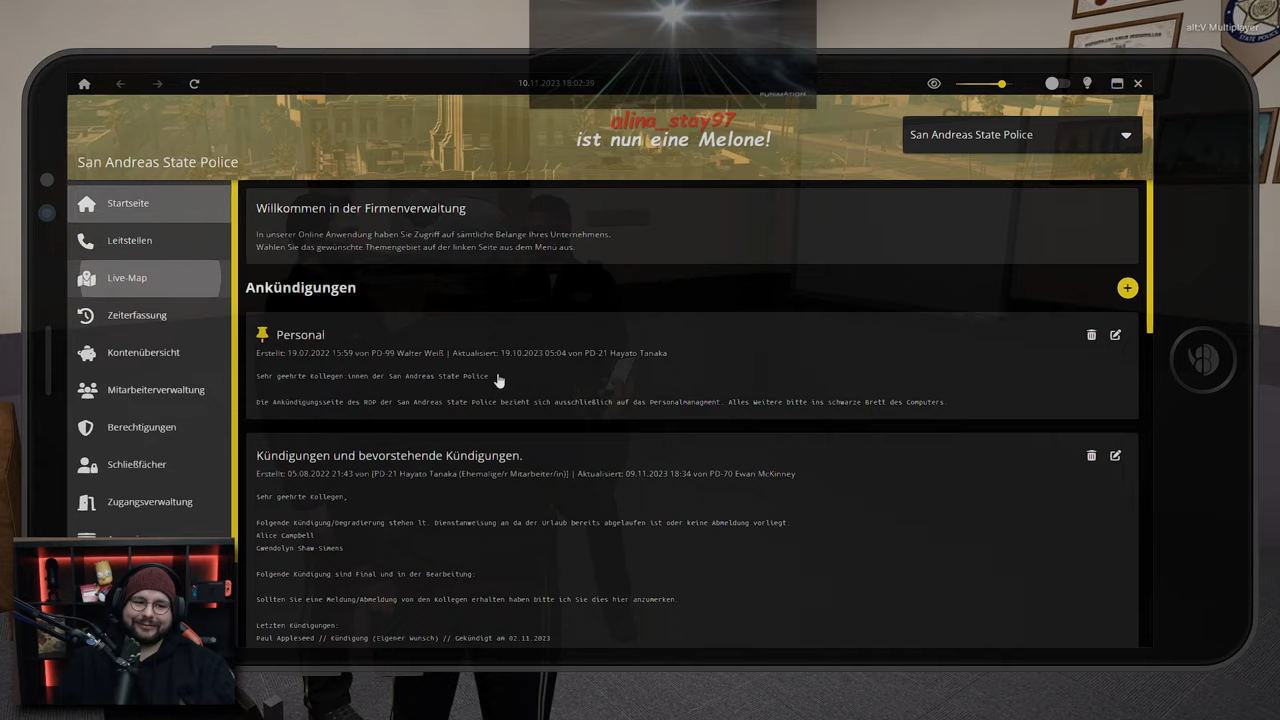 alt:V Multiplayer
10.11.2023 18:02:39
alina_stay97
ist nun eine Melone!
San Andreas State Police
San Andreas State Police
Startseite
Leitstellen
Live-Map
Zeiterfassung
Kontenübersicht
Mitarbeiterverwaltung
Berechtigungen
Schließfächer
Zugangsverwaltung
Willkommen in der Firmenverwaltung
In unserer Online Anwendung haben Sie Zugriff auf sämtliche Belange Ihres Unternehmens.
Wählen Sie das gewünschte Themengebiet auf der linken Seite aus dem Menü aus.
Ankündigungen
Personal
Erstellt: 19.07.2022 15:59 von PD-99 Walter Weiß | Aktualisiert: 19.10.2023 05:04 von PD-21 Hayato Tanaka
Sehr geehrte Kollegen:innen der San Andreas State Police
Die Ankündigungsseite des RDP der San Andreas State Police bezieht sich ausschließlich auf das Personalmanagment. Alles Weitere bitte ins schwarze Brett des Computers.
Kündigungen und bevorstehende Kündigungen.
Erstellt: 05.08.2022 21:43 von [PD-21 Hayato Tanaka (Ehemalige/r Mitarbeiter/in)] | Aktualisiert: 09.11.2023 18:34 von PD-70 Ewan McKinney
Sehr geehrte Kollegen,
Folgende Kündigung/Degradierung stehen lt. Dienstanweisung an da der Urlaub bereits abgelaufen ist oder keine Abmeldung vorliegt:
Alice Campbell
Gwendolyn Shaw-Simens
Folgende Kündigung sind Final und in der Bearbeitung:
Sollten Sie eine Meldung/Abmeldung von den Kollegen erhalten haben bitte ich Sie dies hier anzumerken.
Letzten Kündigungen:
Paul Appleseed // Kündigung (Eigener Wunsch) // Gekündigt am 02.11.2023